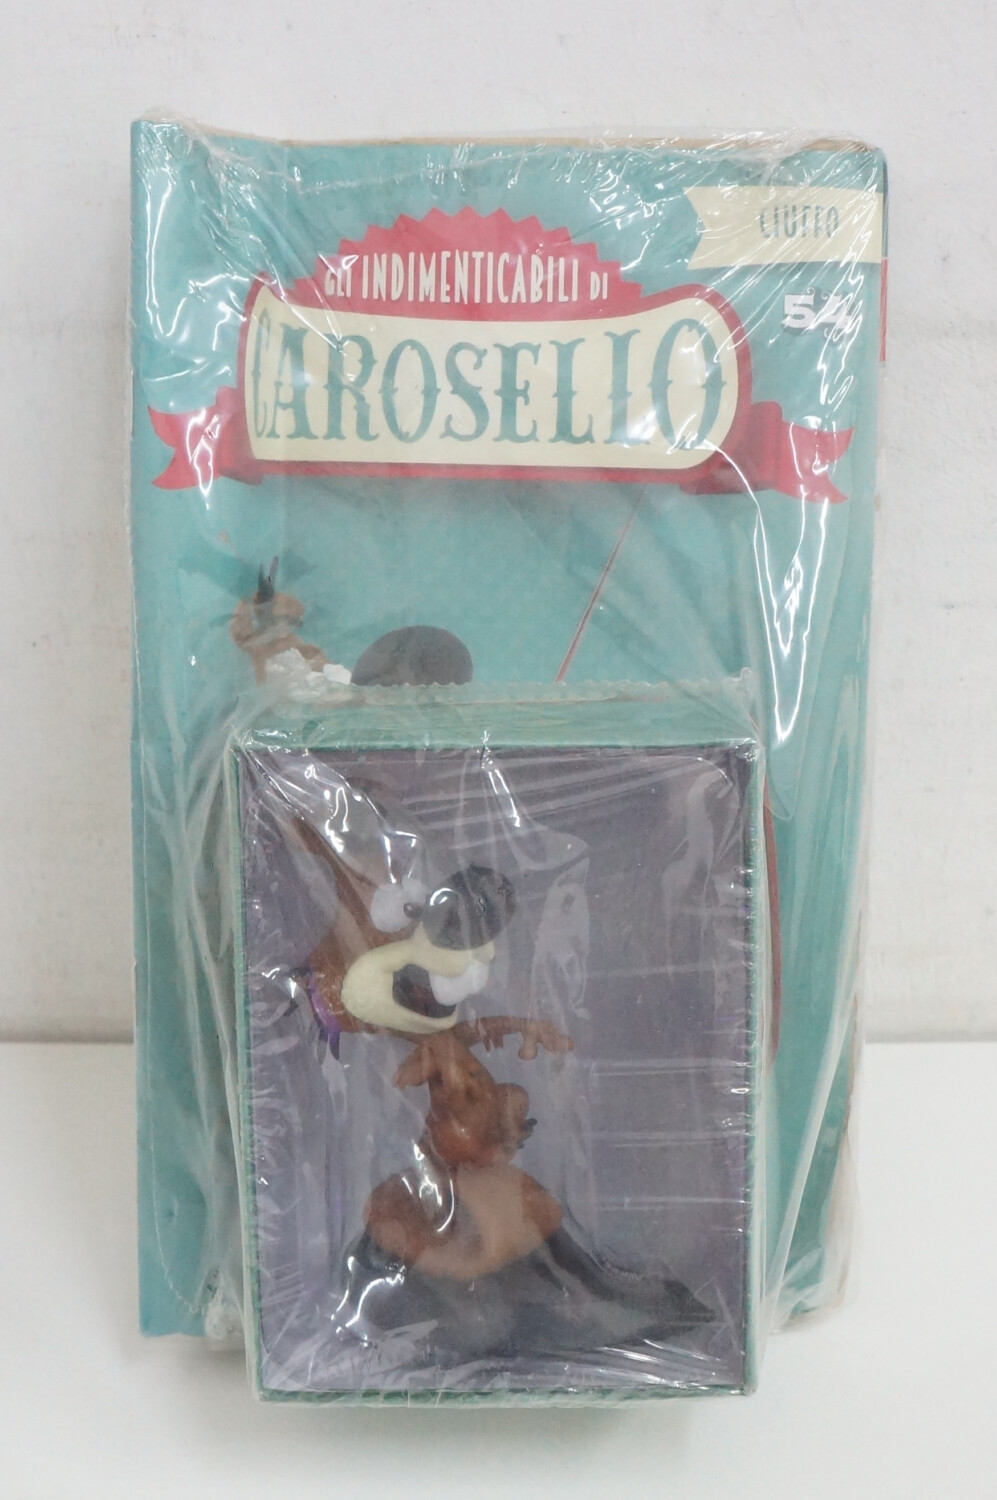 CIUFFO
54
GLI INDIMENTICABILI DI
CAROSELLO